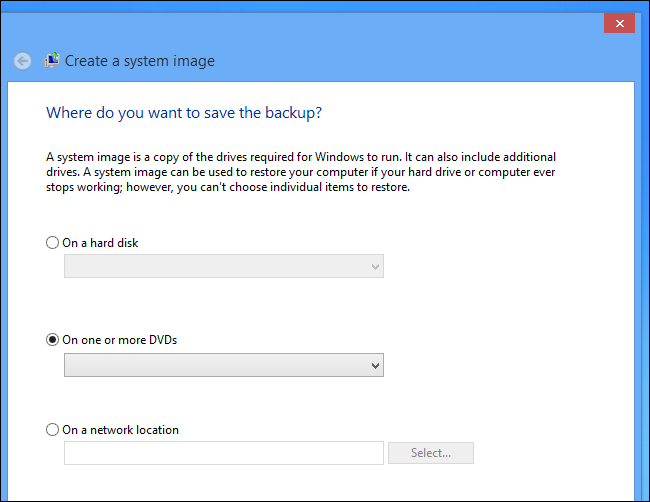 Create a system image
Where do you want to save the backup?
A system image is a copy of the drives required for Windows to run. It can also include additional
drives. A system image can be used to restore your computer if your hard drive or computer ever
stops working; however, you can't choose individual items to restore.
On a hard disk
On one or more DVDs
On a network location
Select...